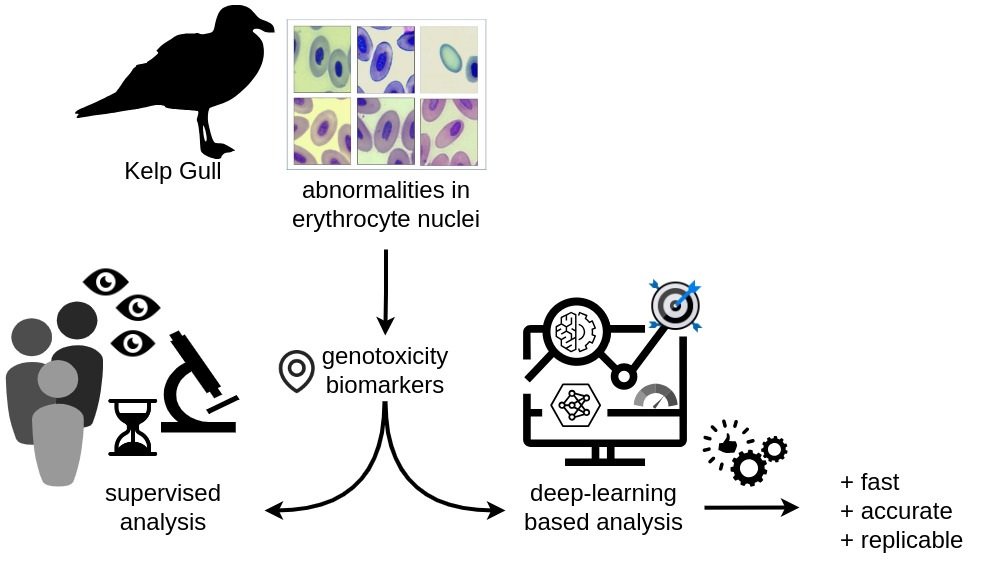 Kelp Gull
abnormalities in
erythrocyte nuclei
genotoxicity
biomarkers
supervised
analysis
deep-learning
based analysis
+ fast
+ accurate
+ replicable